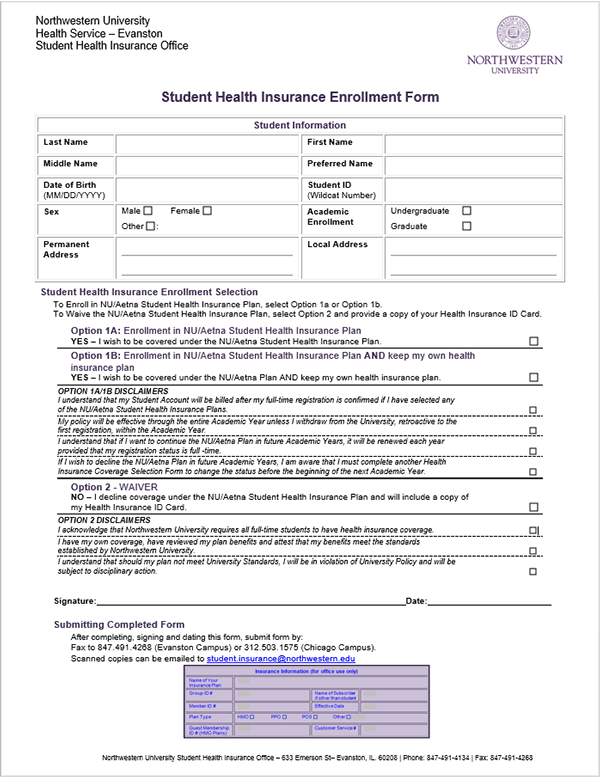 Northwestern University
Health Service – Evanston
Student Health Insurance Office
NORTHWESTERN
UNIVERSITY
Student Health Insurance Enrollment Form
Student Information
Last Name First Name
Middle Name Preferred Name
Date of Birth Student ID
(MM/DD/YYYY) (Wildcat Number)
Sex Male Female Academic Undergraduate
Other : Enrollment Graduate
Permanent Local Address
Address
Student Health Insurance Enrollment Selection
To Enroll in NU/Aetna Student Health Insurance Plan, select Option 1a or Option 1b.
To Waive the NU/Aetna Student Health Insurance Plan, select Option 2 and provide a copy of your Health Insurance ID Card.
Option 1A: Enrollment in NU/Aetna Student Health Insurance Plan
YES – I wish to be covered under the NU/Aetna Student Health Insurance Plan.
Option 1B: Enrollment in NU/Aetna Student Health Insurance Plan AND keep my own health
insurance plan
YES – I wish to be covered under the NU/Aetna Plan AND keep my own health insurance plan.
OPTION 1A/1B DISCLAIMERS
I understand that my Student Account will be billed after my full-time registration is confirmed if I have selected any
of the NU/Aetna Student Health Insurance Plans.
My policy will be effective through the entire Academic Year unless I withdraw from the University, retroactive to the
first registration, within the Academic Year.
I understand that if I want to continue the NU/Aetna Plan in future Academic Years, it will be renewed each year
provided that my registration status is full -time.
If I wish to decline the NU/Aetna Plan in future Academic Years, I am aware that I must complete another Health
Insurance Coverage Selection Form to change the status before the beginning of the next Academic Year.
Option 2 - WAIVER
NO – I decline coverage under the NU/Aetna Student Health Insurance Plan and will include a copy of
my Health Insurance ID Card.
OPTION 2 DISCLAIMERS
I acknowledge that Northwestern University requires all full-time students to have health insurance coverage.
I have my own coverage, have reviewed my plan benefits and attest that my benefits meet the standards
established by Northwestern University.
I understand that should my plan not meet University Standards, I will be in violation of University Policy and will be
subject to disciplinary action.
Signature: Date:
Submitting Completed Form
After completing, signing and dating this form, submit form by:
Fax to 847.491.4268 (Evanston Campus) or 312.503.1575 (Chicago Campus).
Scanned copies can be emailed to student.insurance@northwestern.edu
Insurance Information (for office use only)
Name of Your
Insurance Plan
Group ID # Name of Subscriber
if other than student
Member ID # Effective Date
Plan Type HMO PPO POS Other
Guest Membership Customer Service #
ID # (HMO Plans)
Northwestern University Student Health Insurance Office – 633 Emerson St– Evanston, IL. 60208 | Phone: 847-491-4134 | Fax: 847-491-4268